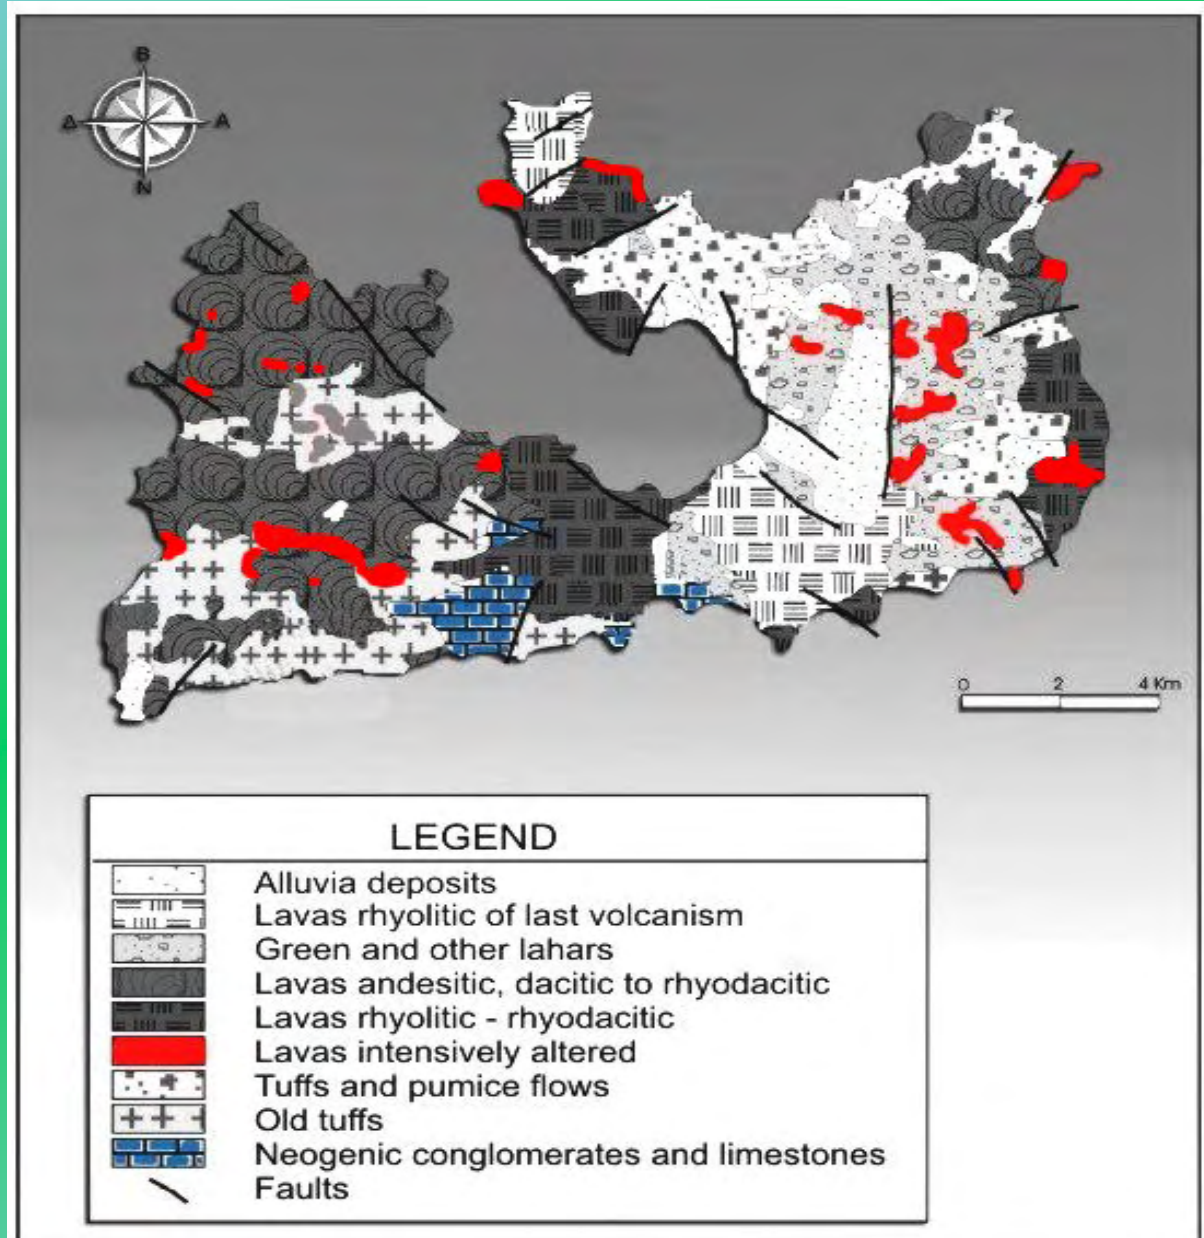 Β
Δ Α
Ν
0 2 4 Km
LEGEND
Alluvia deposits
Lavas rhyolitic of last volcanism
Green and other lahars
Lavas andesitic, dacitic to rhyodacitic
Lavas rhyolitic - rhyodacitic
Lavas intensively altered
Tuffs and pumice flows
Old tuffs
Neogenic conglomerates and limestones
Faults